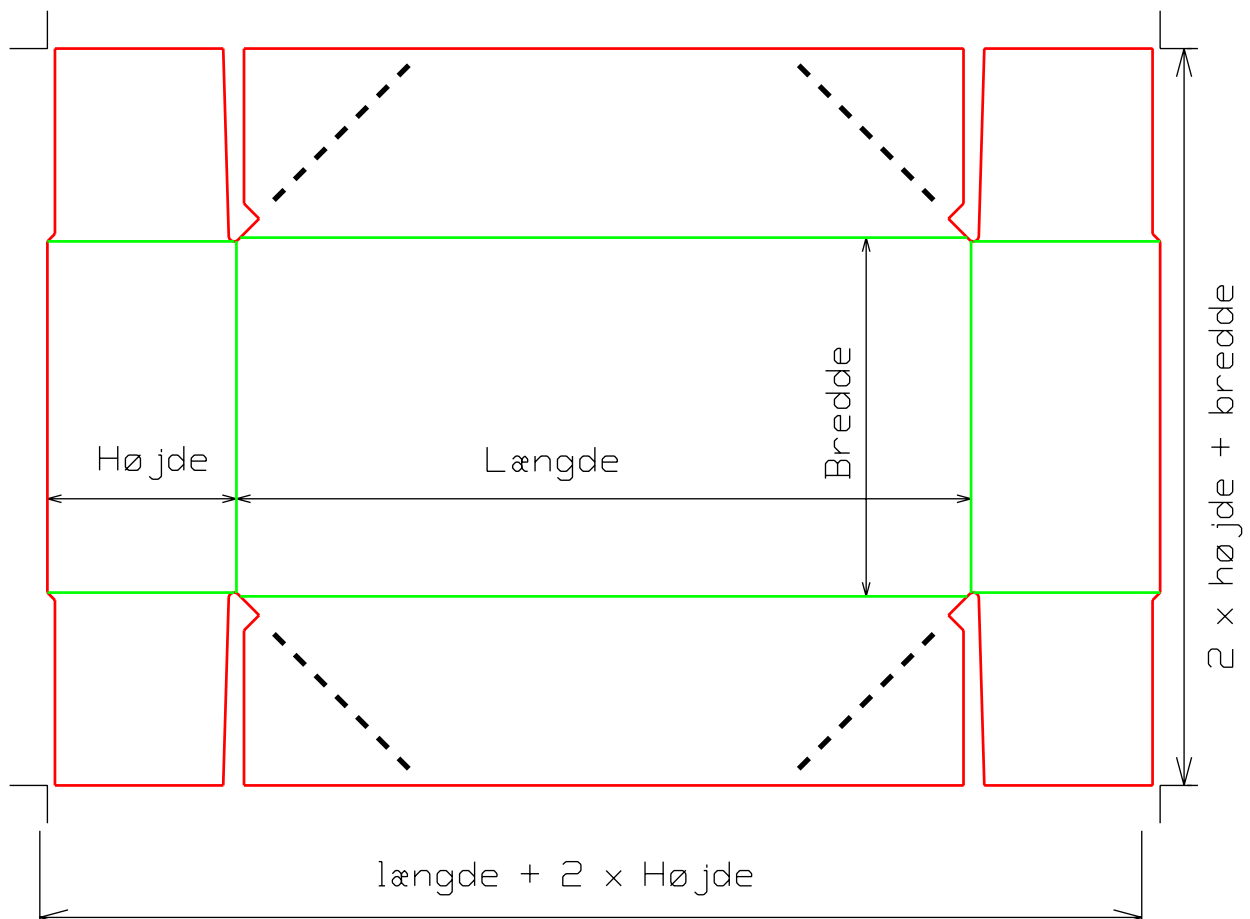 Højde
Længde
Bredde
2 x højde + bredde
længde + 2 x Højde